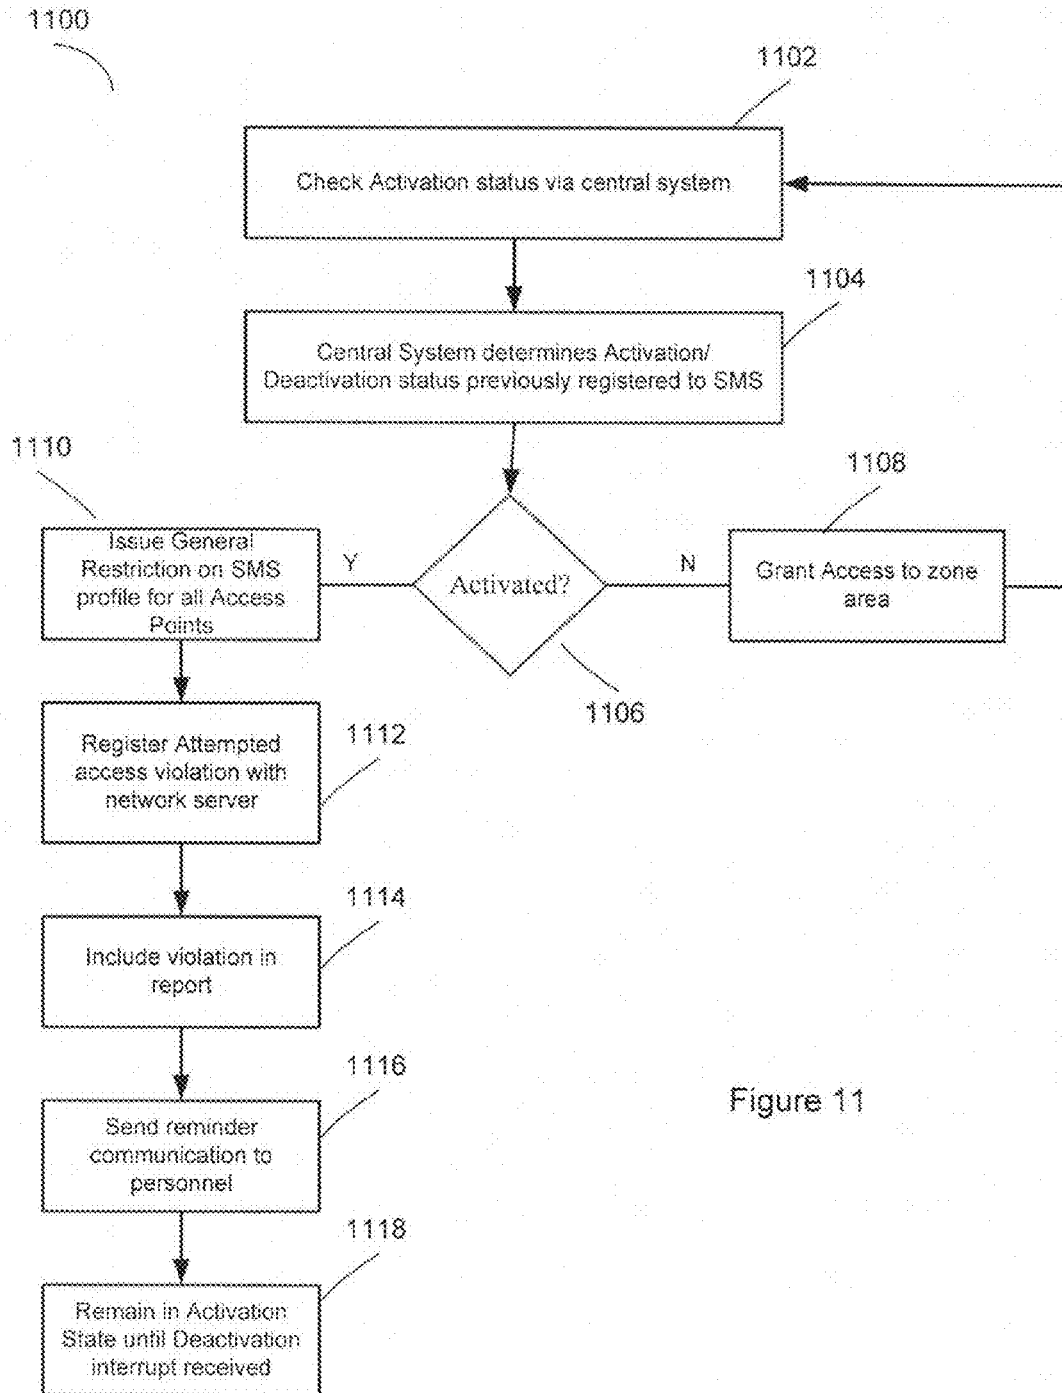 1100
1102
Check Activation status via central system
1104
Central System determines Activation/
Deactivation status previously registered to SMS
1110
1108
Issue General
Restriction on SMS
profile for all Access
Points
Y
Activated?
N
Grant Access to zone
area
1106
Register Attempted
access violation with
network server
1112
1114
Include violation in
report
1116
Send reminder
communication to
personnel
Figure 11
1118
Remain in Activation
State until Deactivation
interrupt received